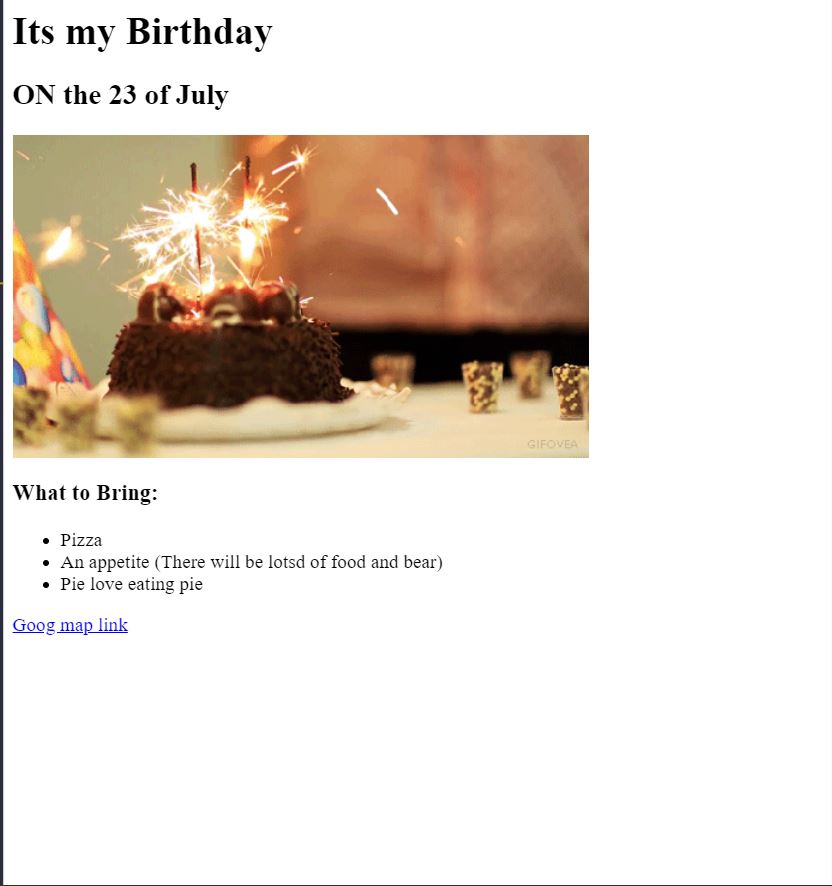 Its my Birthday
ON the 23 of July
GIFOVEA
What to Bring:
Pizza
An appetite (There will be lotsd of food and bear)
Pie love eating pie
Goog map link